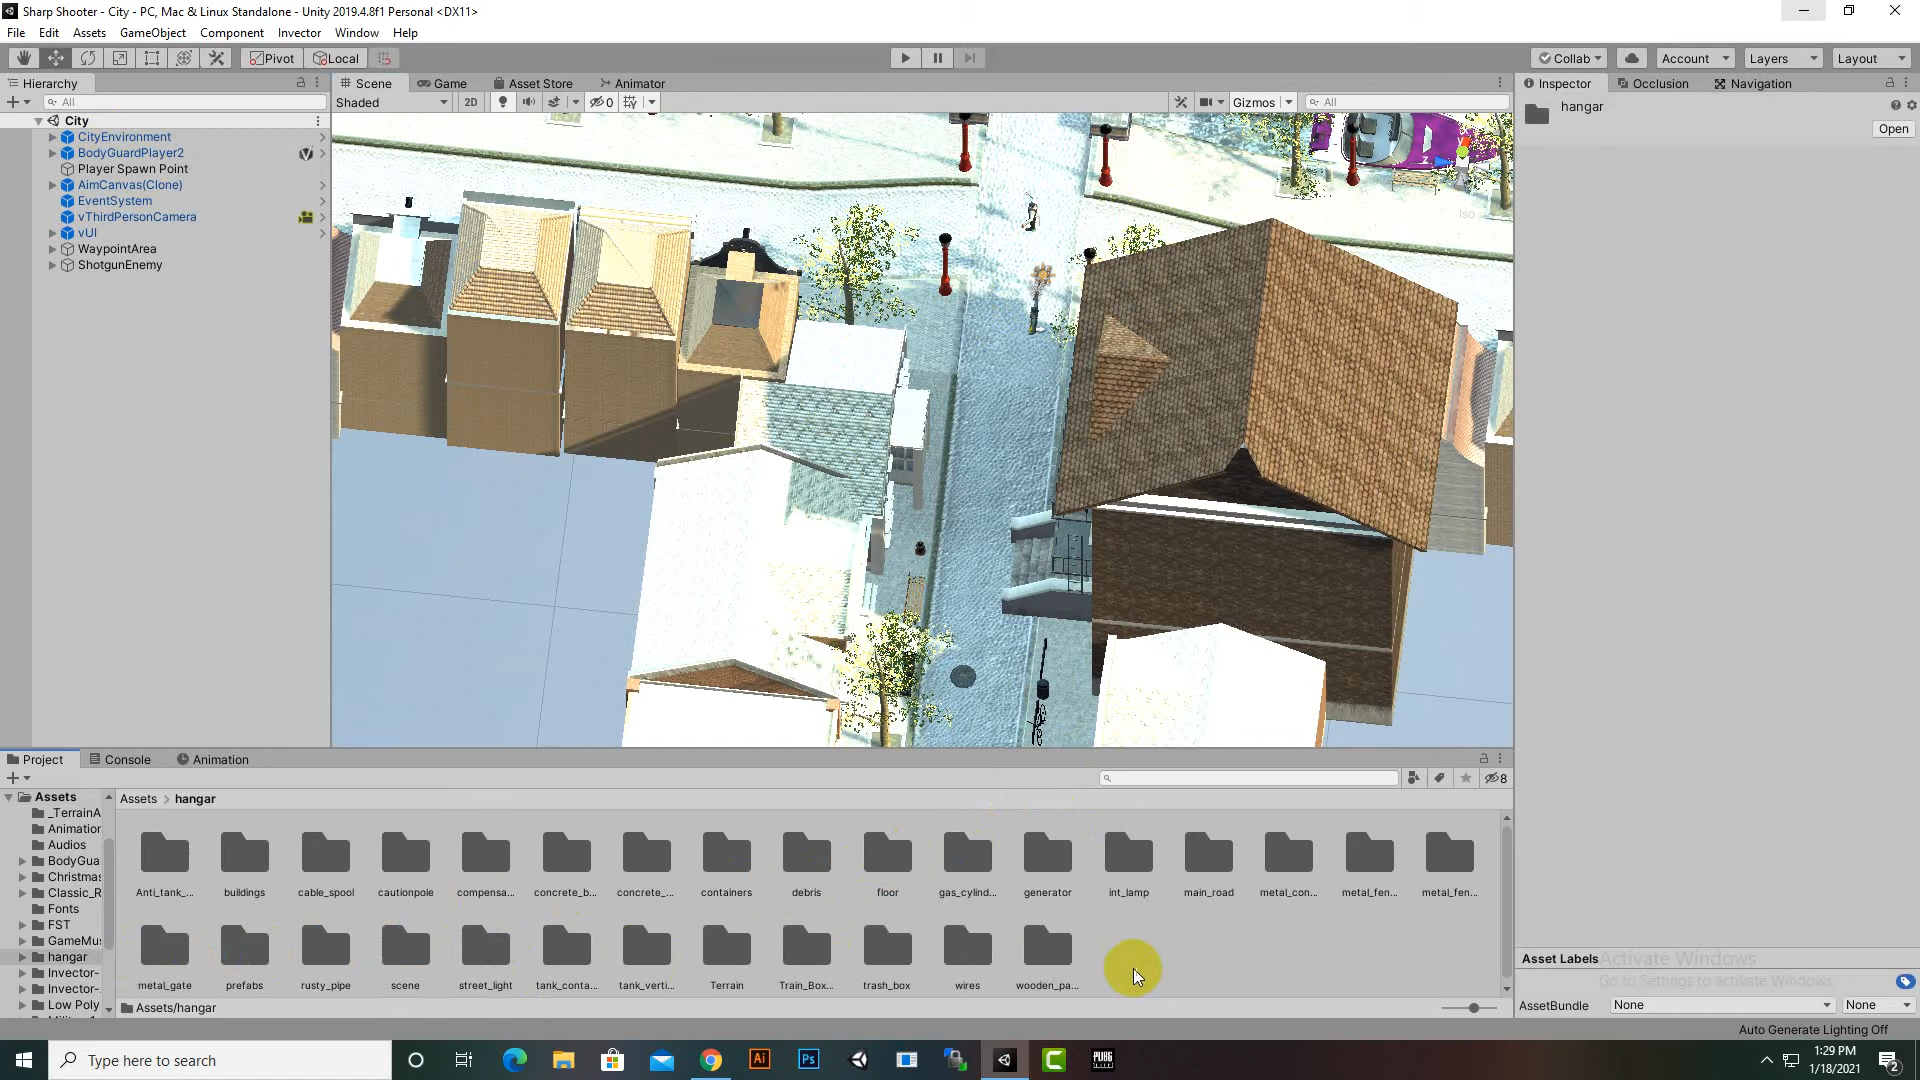 Sharp Shooter - City - PC, Mac & Linux Standalone - Unity 2019.4.8f1 Personal <DX11>
File Edit Assets GameObject Component Invector Window Help
Pivot Local Collab Account Layers Layout
Hierarchy Scene Game Asset Store Animator Inspector Occlusion Navigation
All Shaded 2D 0 Gizmos All hangar
Open
City
CityEnvironment
BodyGuardPlayer2
Player Spawn Point
AimCanvas(Clone)
EventSystem
vThirdPersonCamera
vUI
WaypointArea
ShotgunEnemy
Z
Iso
Project Console Animation
8
Assets
Assets > hangar
_TerrainA
Animation
Audios
BodyGua
Christmas
Classic_R
Fonts
FST
GameMus
hangar
Invector-
Invector-
Low Poly
Anti_tank_... buildings cable_spool cautionpole compensa... concrete_b... concrete_... containers debris floor gas_cylind... generator int_lamp main_road metal_con... metal_fen... metal_fen...
metal_gate prefabs rusty_pipe scene street_light tank_conta... tank_verti... Terrain Train_Box... trash_box wires wooden_pa...
Assets/hangar
Asset Labels
Activate Windows
Go to Settings to activate Windows.
AssetBundle None None
Auto Generate Lighting Off
Type here to search
Ai
Ps
PUBG
1:29 PM
1/18/2021
2